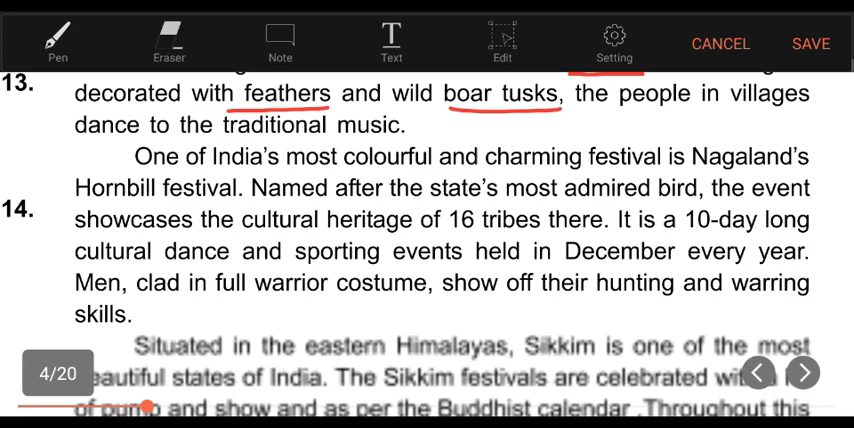 Pen Eraser Note Text Edit Setting CANCEL SAVE
13.
decorated with feathers and wild boar tusks, the people in villages
dance to the traditional music.
One of India's most colourful and charming festival is Nagaland's
14.
Hornbill festival. Named after the state's most admired bird, the event
showcases the cultural heritage of 16 tribes there. It is a 10-day long
cultural dance and sporting events held in December every year.
Men, clad in full warrior costume, show off their hunting and warring
skills.
Situated in the eastern Himalayas, Sikkim is one of the most
4/20
beautiful states of India. The Sikkim festivals are celebrated
and show and as per the Buddhist calendar .Throughout this